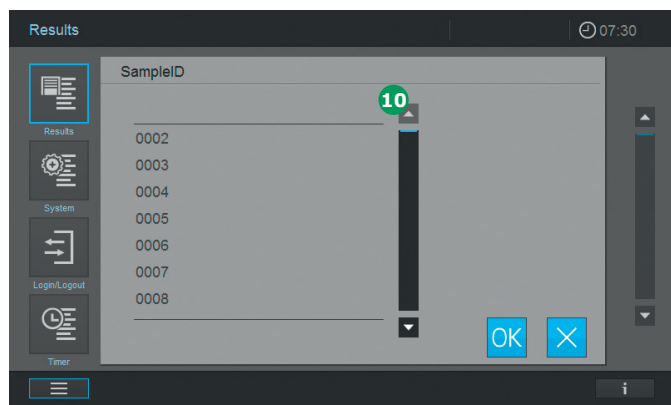 Results
07:30
SampleID
10
0002
0003
0004
0005
0006
0007
0008
Results
System
Login/Logout
Timer
OK
i